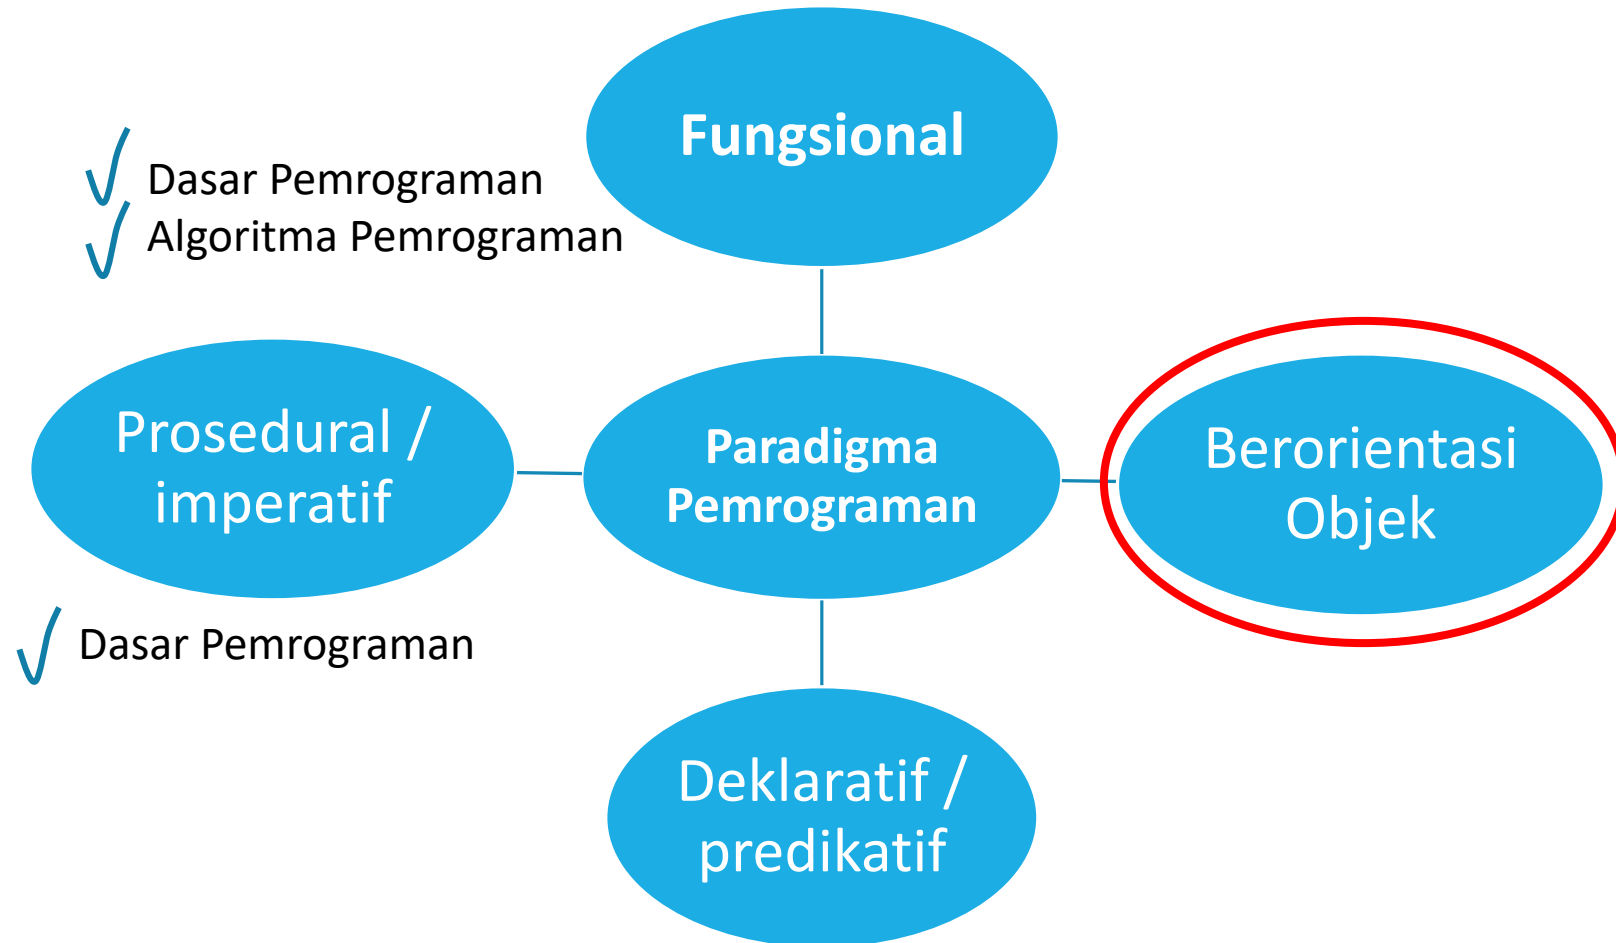 Fungsional
Dasar Pemrograman
Algoritma Pemrograman
Prosedural /
imperatif
Paradigma
Pemrograman
Berorientasi
Objek
Dasar Pemrograman
Deklaratif /
predikatif